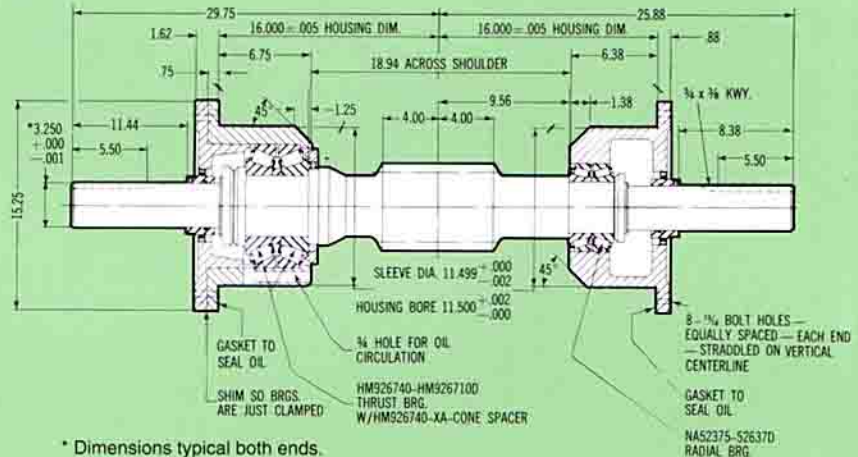 29.75
25.88
16.000±.005 HOUSING DIM.
16.000±.005 HOUSING DIM.
1.62
.88
6.75
6.38
18.94 ACROSS SHOULDER
.75
9.56
1.38
¾ x ⅜ KWY.
45°
1.25
4.00
4.00
*3.250
+.000
-.001
11.44
8.38
5.50
5.50
15.25
SLEEVE DIA. 11.499 +.000
-.002
45°
HOUSING BORE 11.500 +.002
-.000
GASKET TO
SEAL OIL
¾ HOLE FOR OIL
CIRCULATION
EQUALLY SPACED — EACH END
— STRADDLED ON VERTICAL
CENTERLINE
SHIM SO BRGS.
ARE JUST CLAMPED
HM926740-HM926710D
THRUST BRG.
W/HM926740-XA-CONE SPACER
GASKET TO
SEAL OIL
NA52375-52637D
RADIAL BRG.
* Dimensions typical both ends.